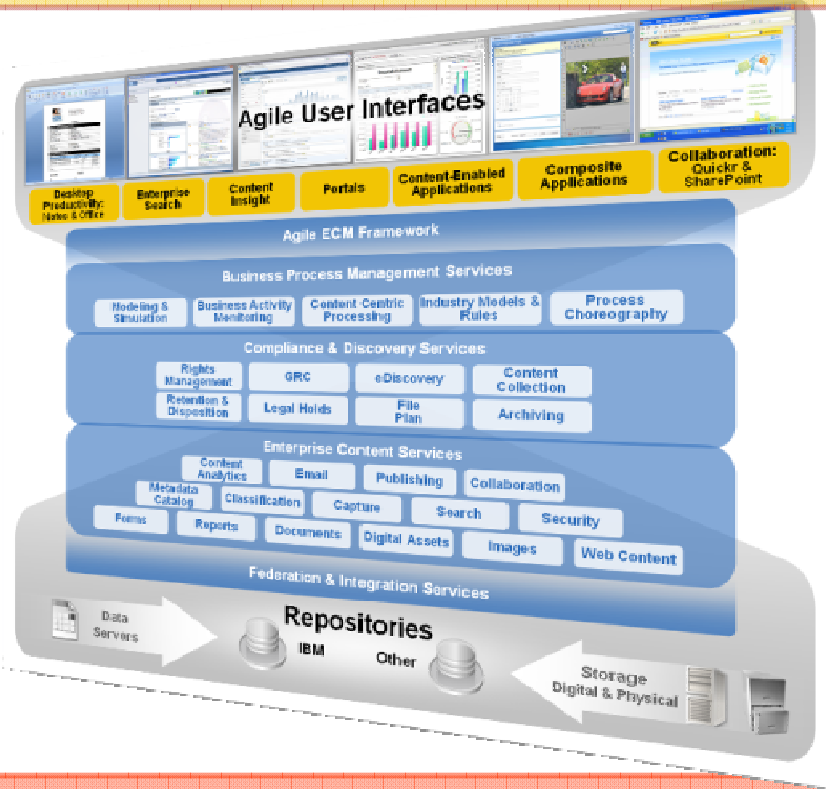 Agile User Interfaces
Desktop
Productivity:
Notes & Office
Enterprise
Search
Content
Insight
Portals
Content-Enabled
Applications
Composite
Applications
Collaboration:
Quickr &
SharePoint
Agile ECM Framework
Business Process Management Services
Modeling &
Simulation
Business Activity
Monitoring
Content-Centric
Processing
Industry Models &
Rules
Process
Choreography
Compliance & Discovery Services
Rights
Management
GRC
eDiscovery
Content
Collection
Retention &
Disposition
Legal Holds
File
Plan
Archiving
Enterprise Content Services
Content
Analytics
Email
Publishing
Collaboration
Metadata
Catalog
Classification
Capture
Search
Security
Forms
Reports
Documents
Digital Assets
Images
Web Content
Federation & Integration Services
Repositories
Data
Servers
IBM
Other
Storage
Digital & Physical